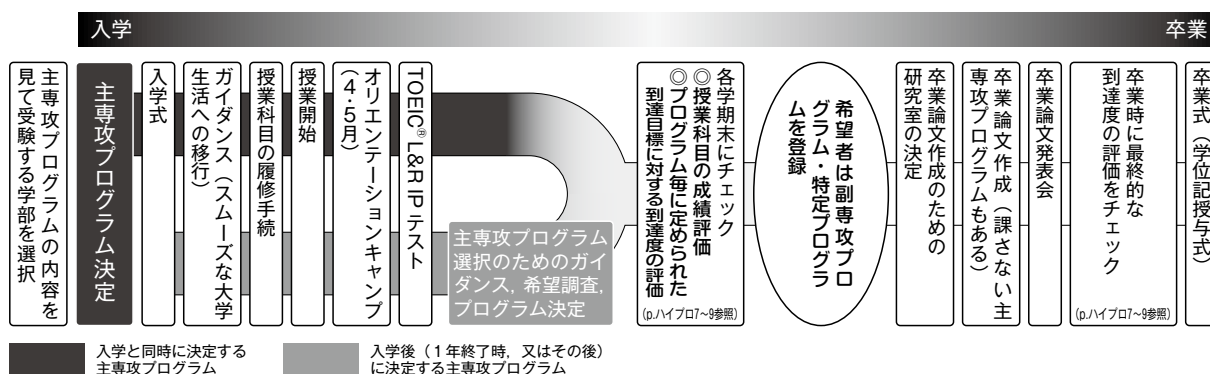 入学
卒業
主専攻プログラムの内容を
見て受験する学部を選択
主専攻プログラム決定
入学式
ガイダンス（スムーズな大学
生活への移行）
授業科目の履修手続
授業開始
オリエンテーションキャンプ
（4・5月）
TOEIC® L&R IP テスト
主専攻プログラム
選択のためのガイ
ダンス, 希望調査,
プログラム決定
各学期末にチェック
◎授業科目の成績評価
◎プログラム毎に定められた
到達目標に対する到達度の評価
(p.ハイプロ7～9参照)
希望者は副専攻プロ
グラム・特定プログラ
ムを登録
卒業論文作成のための
研究室の決定
卒業論文作成（課さない主
専攻プログラムもある）
卒業論文発表会
卒業時に最終的な
到達度の評価をチェック
(p.ハイプロ7～9参照)
卒業式（学位記授与式）
入学と同時に決定する
主専攻プログラム
入学後（1年終了時, 又はその後）
に決定する主専攻プログラム